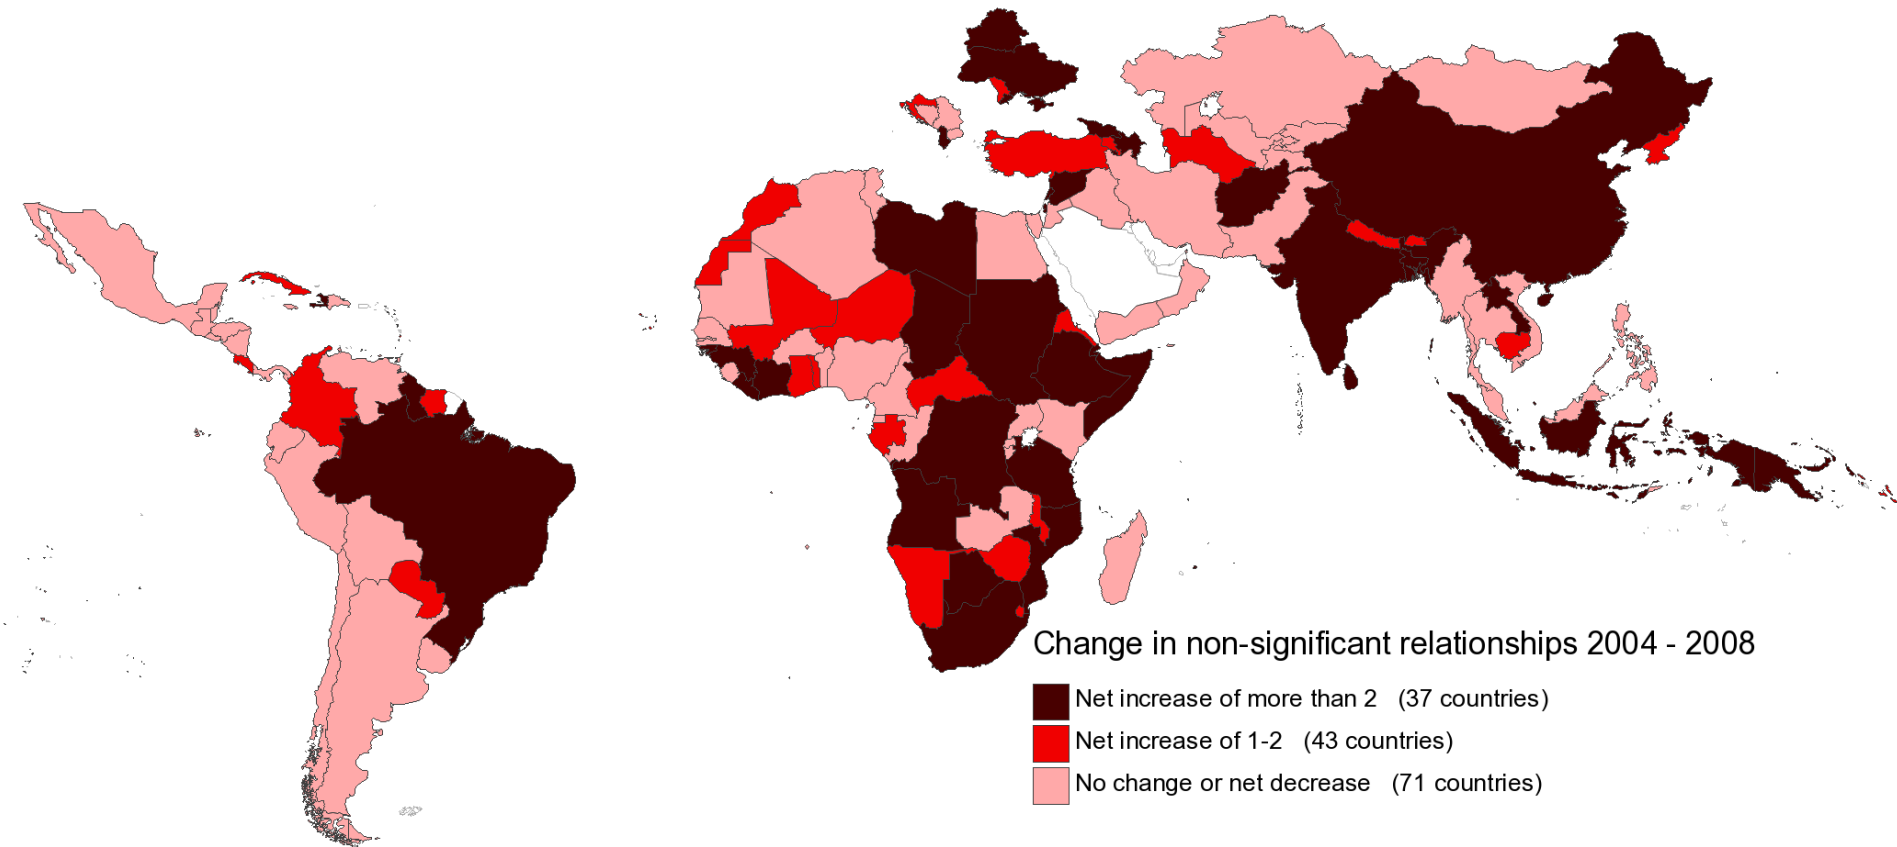 Change in non-significant relationships 2004 - 2008
Net increase of more than 2 (37 countries)
Net increase of 1-2 (43 countries)
No change or net decrease (71 countries)